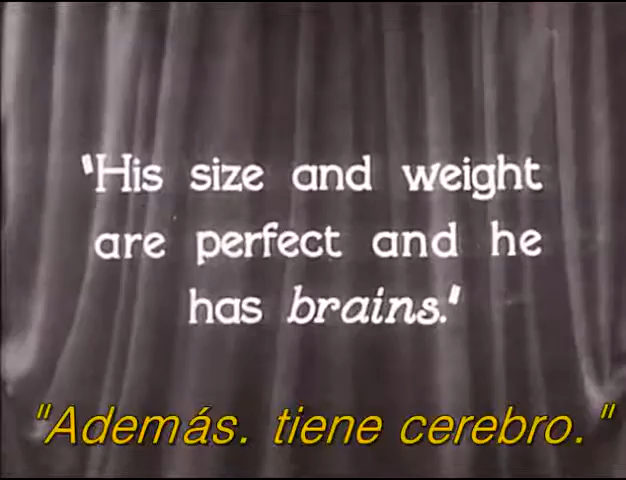 'His size and weight
are perfect and he
has brains.'
"Además. tiene cerebro."